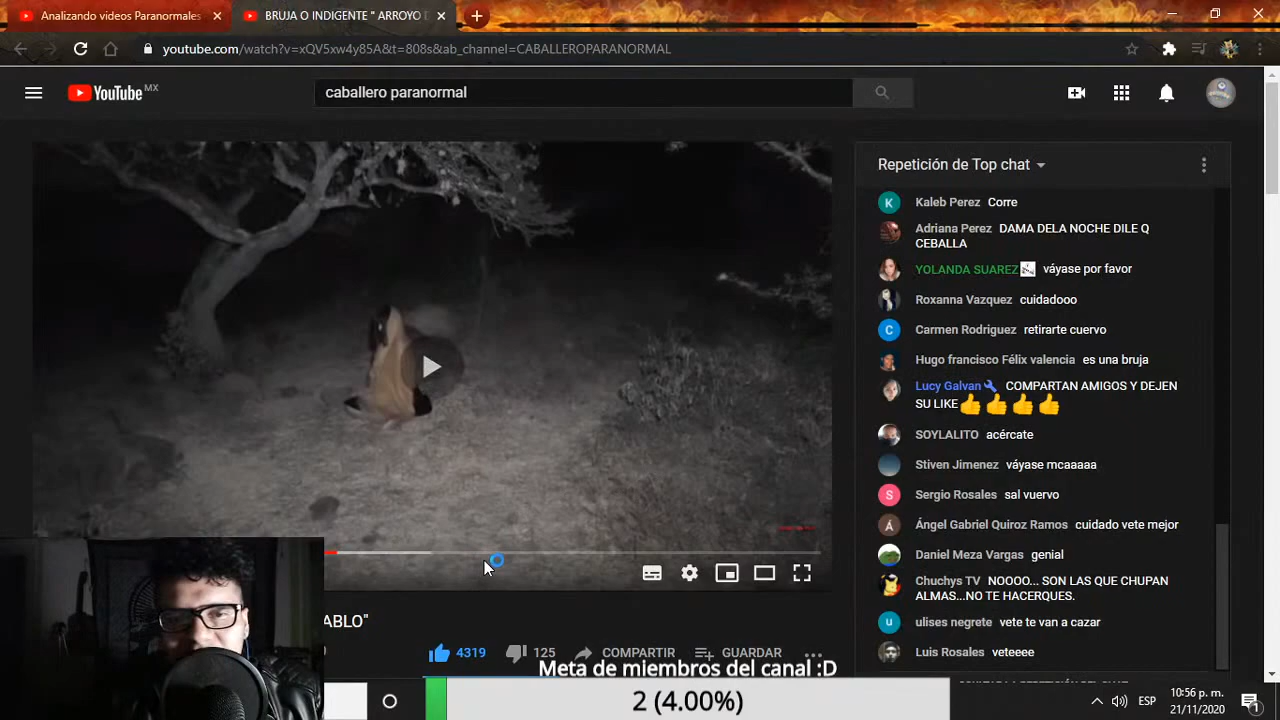 Analizando videos Paranormales
BRUJA O INDIGENTE " ARROYO D
youtube.com/watch?v=xQV5xw4y85A&t=808s&ab_channel=CABALLEROPARANORMAL
YouTube MX
caballero paranormal
Repetición de Top chat
Kaleb Perez Corre
Adriana Perez DAMA DELA NOCHE DILE Q
CEBALLA
YOLANDA SUAREZ váyase por favor
Roxanna Vazquez cuidadooo
C Carmen Rodriguez retirarte cuervo
Hugo francisco Félix valencia es una bruja
Lucy Galvan COMPARTAN AMIGOS Y DEJEN
SU LIKE
SOYLALITO acércate
Stiven Jimenez váyase mcaaaaa
S Sergio Rosales sal vuervo
Á Ángel Gabriel Quiroz Ramos cuidado vete mejor
Daniel Meza Vargas genial
Chuchys TV NOOOO... SON LAS QUE CHUPAN
ALMAS...NO TE HACERQUES.
u ulises negrete vete te van a cazar
Luis Rosales veteeee
ABLO"
4319 125 COMPARTIR GUARDAR
Meta de miembros del canal :D
2 (4.00%)
ESP
10:56 p. m.
21/11/2020
1